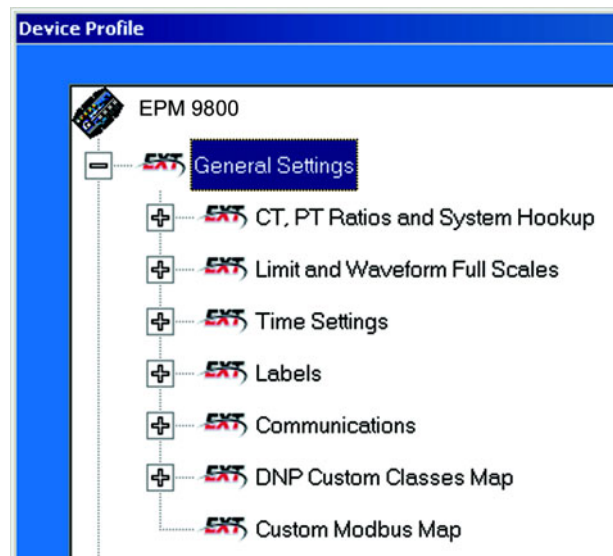 Device Profile
EPM 9800
EXT General Settings
EXT CT, PT Ratios and System Hookup
EXT Limit and Waveform Full Scales
EXT Time Settings
EXT Labels
EXT Communications
EXT DNP Custom Classes Map
EXT Custom Modbus Map